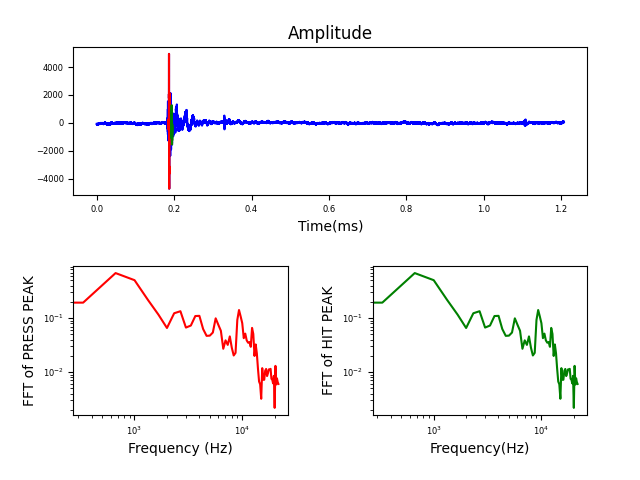 Amplitude
4000
2000
0
−2000
−4000
0.0 0.2 0.4 0.6 0.8 1.0 1.2
Time(ms)
FFT of PRESS PEAK
10⁻¹
10⁻²
10³ 10⁴
Frequency (Hz)
FFT of HIT PEAK
10⁻¹
10⁻²
10³ 10⁴
Frequency(Hz)